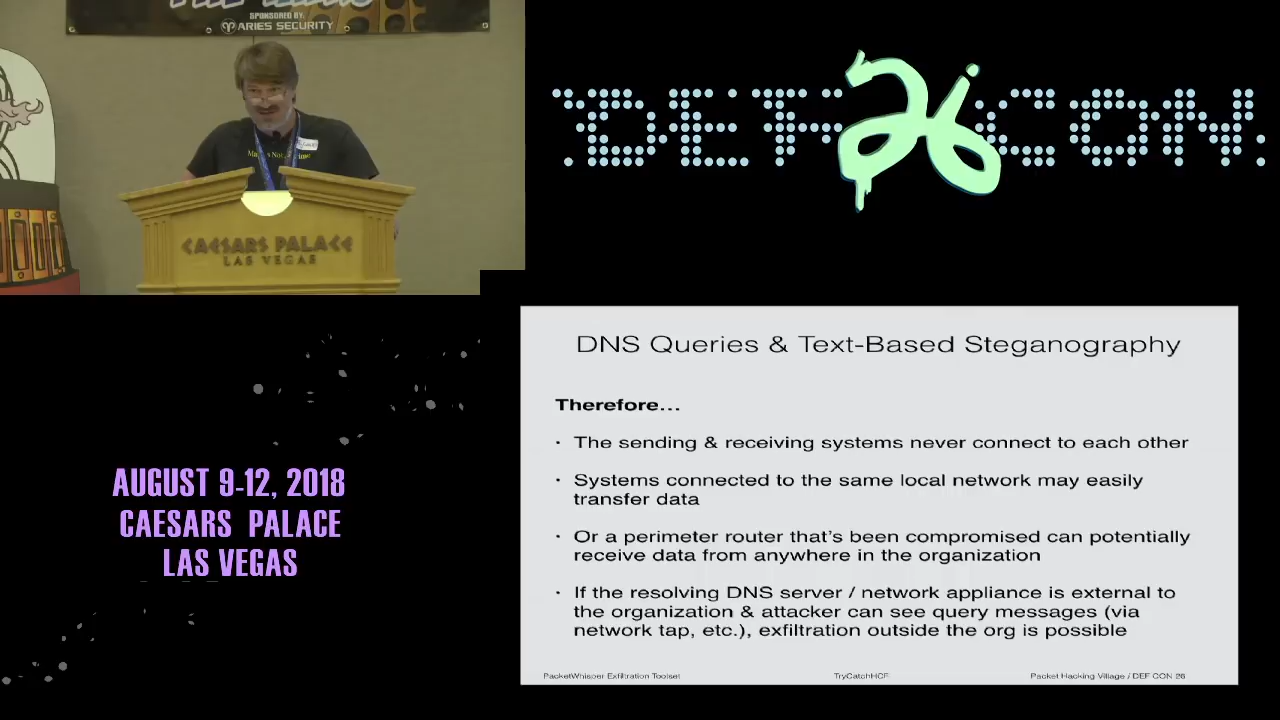 SPONSORED BY:
ARIES SECURITY
CAESARS PALACE
LAS VEGAS
DEF CON
26
AUGUST 9-12, 2018
CAESARS PALACE
LAS VEGAS
DNS Queries & Text-Based Steganography
Therefore...
· The sending & receiving systems never connect to each other
· Systems connected to the same local network may easily
transfer data
· Or a perimeter router that's been compromised can potentially
receive data from anywhere in the organization
· If the resolving DNS server / network appliance is external to
the organization & attacker can see query messages (via
network tap, etc.), exfiltration outside the org is possible
PacketWhisper Exfiltration Toolset
TryCatchHCF
Packet Hacking Village / DEF CON 26